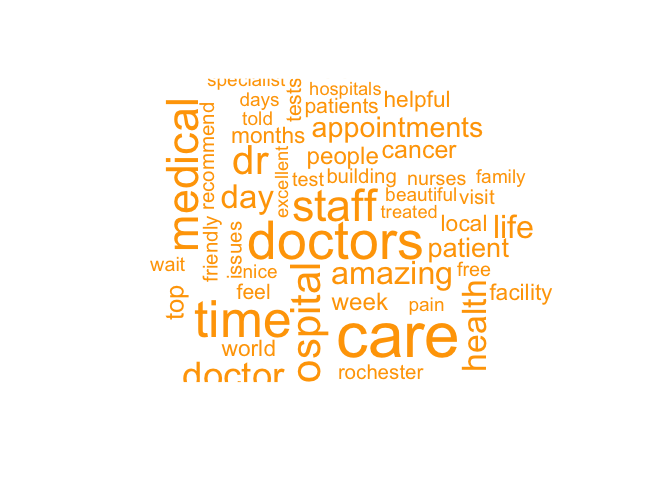 specialist
hospitals
days
tests
patients
helpful
told
months
appointments
medical
recommend
dr
people
cancer
excellent
test
building
nurses
family
day
staff
beautiful
visit
treated
local
life
friendly
issues
doctors
patient
wait
nice
amazing
free
feel
top
time
ospital
week
pain
health
facility
care
world
doctor
rochester